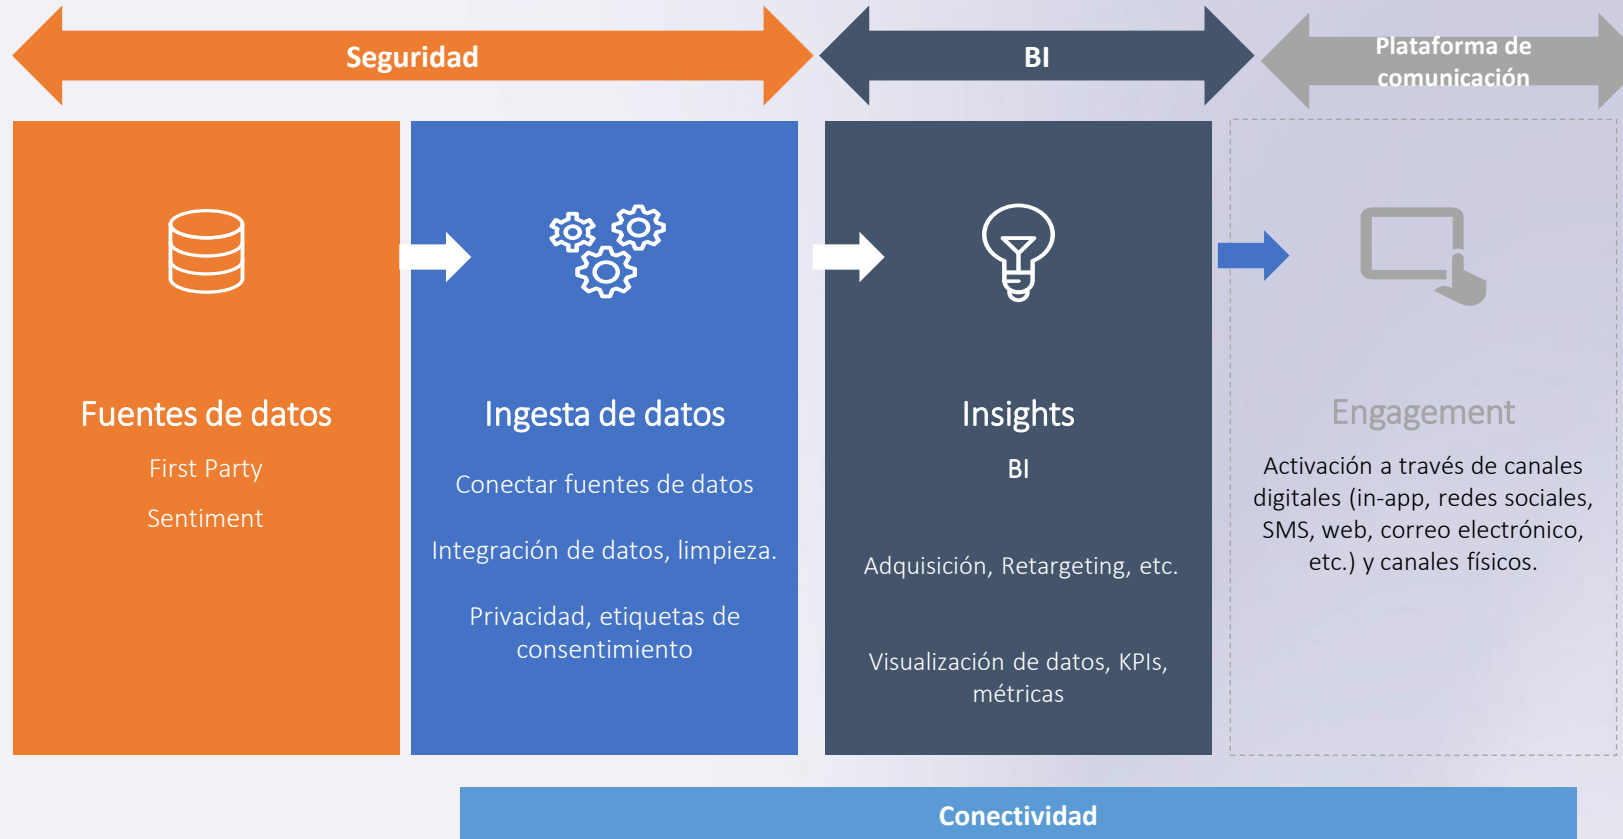 Seguridad
BI
Plataforma de
comunicación
Fuentes de datos
First Party
Sentiment
Ingesta de datos
Conectar fuentes de datos
Integración de datos, limpieza.
Privacidad, etiquetas de
consentimiento
Insights
BI
Adquisición, Retargeting, etc.
Visualización de datos, KPIs,
métricas
Engagement
Activación a través de canales
digitales (in-app, redes sociales,
SMS, web, correo electrónico,
etc.) y canales físicos.
Conectividad